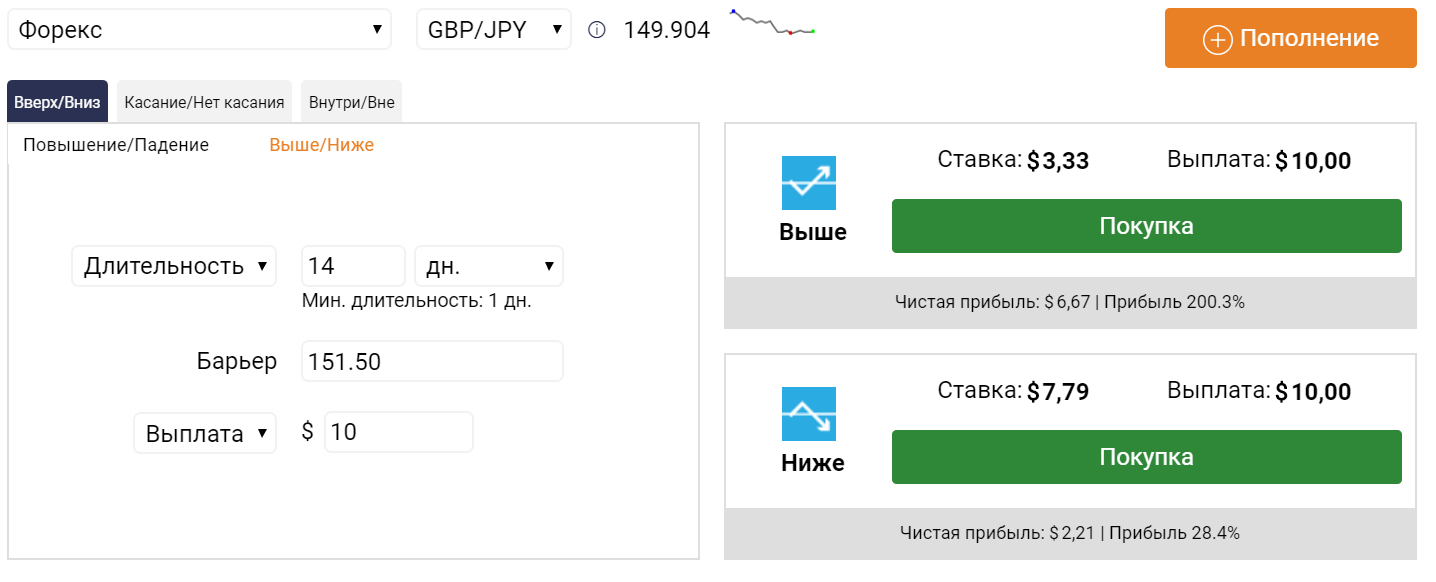 Форекс
GBP/JPY
149.904
Пополнение
Вверх/Вниз
Касание/Нет касания
Внутри/Вне
Повышение/Падение
Выше/Ниже
Длительность
14
дн.
Мин. длительность: 1 дн.
Барьер
151.50
Выплата
$
10
Ставка: $3,33
Выплата: $10,00
Выше
Покупка
Чистая прибыль: $6,67 | Прибыль 200.3%
Ставка: $7,79
Выплата: $10,00
Ниже
Покупка
Чистая прибыль: $2,21 | Прибыль 28.4%